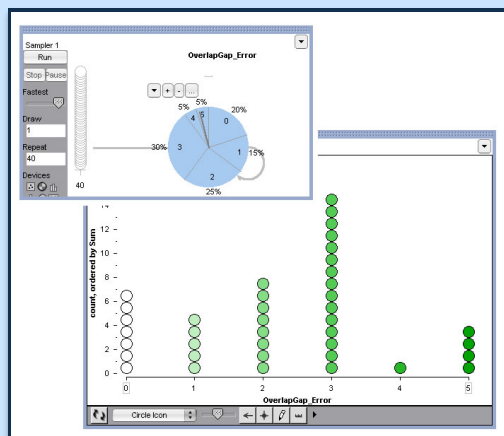 Sampler 1
Run
OverlapGap_Error
Stop Pause
Fastest
+ - ...
Draw
1
Repeat
40
Devices
5% 5% 20%
4 5 0
30% 3 1 15%
2
25%
40
14
12
10
8
6
4
2
0
count, ordered by Sum
0 1 2 3 4 5
OverlapGap_Error
Circle Icon